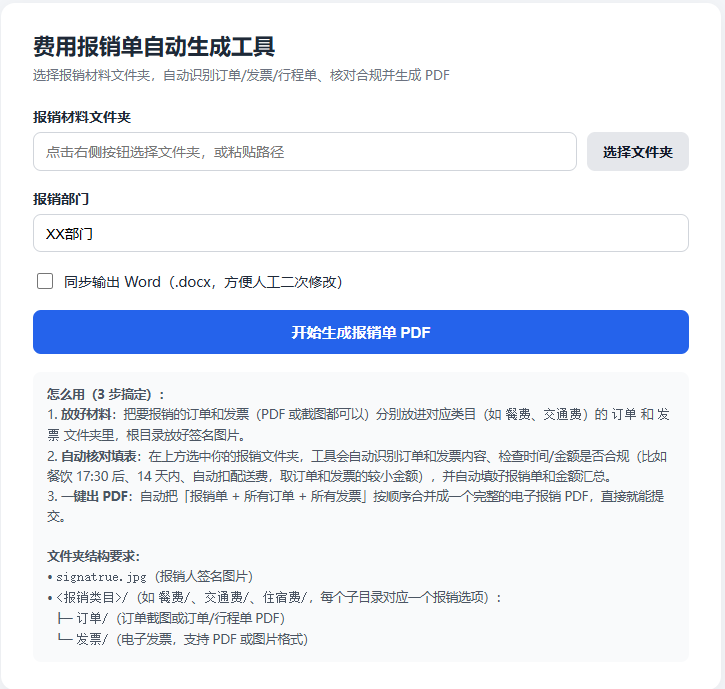 费用报销单自动生成工具
选择报销材料文件夹，自动识别订单/发票/行程单、核对合规并生成 PDF
报销材料文件夹
点击右侧按钮选择文件夹，或粘贴路径
选择文件夹
报销部门
XX部门
同步输出 Word（.docx，方便人工二次修改）
开始生成报销单 PDF
怎么用（3 步搞定）：
1. 放好材料：把要报销的订单和发票（PDF 或截图都可以）分别放进对应类目（如 餐费、交通费）的 订单 和 发
票 文件夹里，根目录放好签名图片。
2. 自动核对填表：在上方选中你的报销文件夹，工具会自动识别订单和发票内容、检查时间/金额是否合规（比如
餐饮 17:30 后、14 天内、自动扣配送费，取订单和发票的较小金额），并自动填好报销单和金额汇总。
3. 一键出 PDF：自动把「报销单 + 所有订单 + 所有发票」按顺序合并成一个完整的电子报销 PDF，直接就能提
交。
文件夹结构要求：
• signatrue.jpg（报销人签名图片）
• <报销类目>/（如 餐费/、交通费/、住宿费/，每个子目录对应一个报销选项）：
├─ 订单/（订单截图或订单/行程单 PDF）
└─ 发票/（电子发票，支持 PDF 或图片格式）